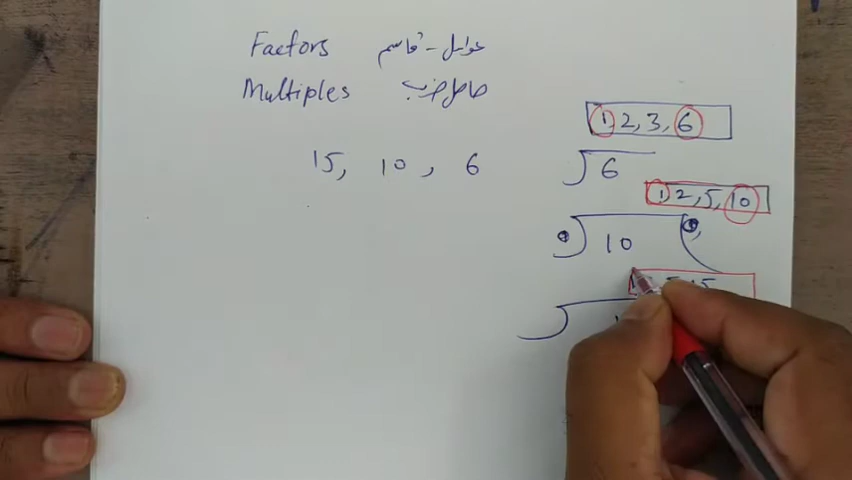 Factors عوامل - قاسم
Multiples حاصل ضرب
15, 10, 6
1, 2, 3, 6
6
1, 2, 5, 10
10